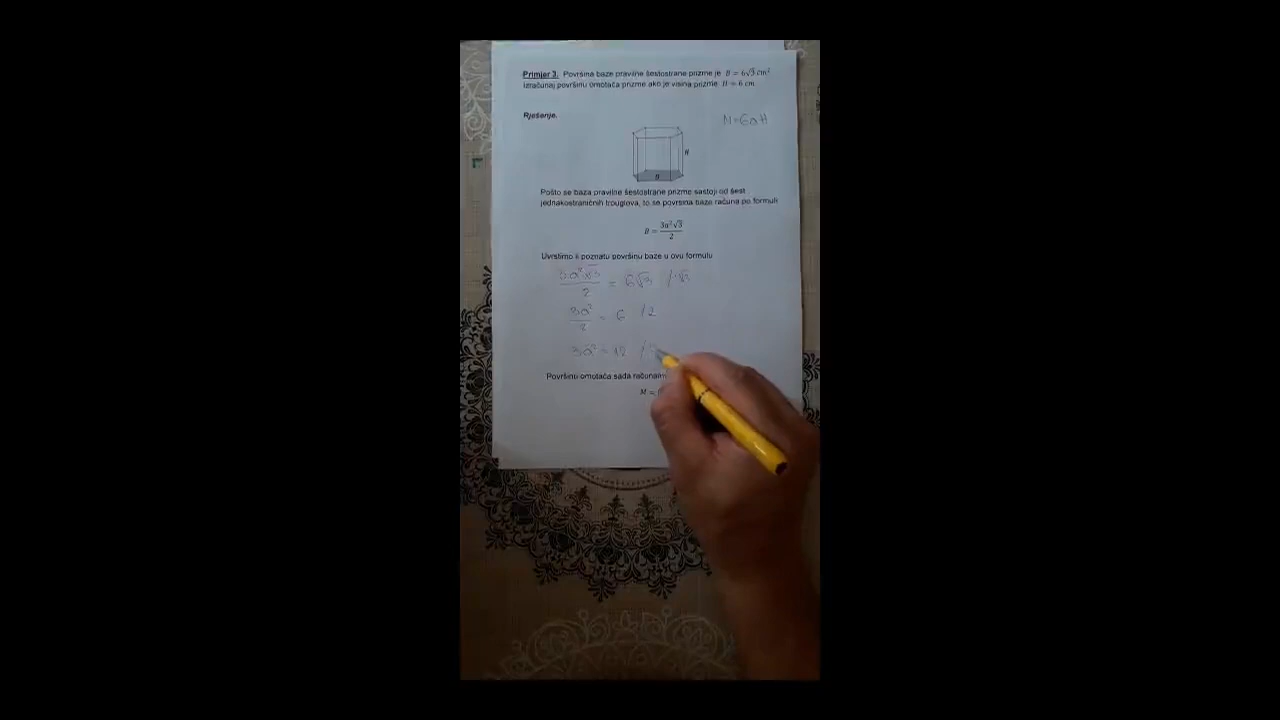 Primjer 3. Površina baze pravilne šestostrane prizme je B = 6√3 cm²
Izračunaj površinu omotača prizme ako je visina prizme H = 6 cm.
Rješenje.
M=6aH
H
B
Pošto se baza pravilne šestostrane prizme sastoji od šest
jednakostraničnih trouglova, to se površina baze računa po formuli
B = 3a²√3 / 2
Uvrstimo li poznatu površinu baze u ovu formulu
3a²√3 / 2 = 6√3 /:√3
3a² / 2 = 6 /·2
3a² = 12 /:
Površinu omotača sada računamo
M =